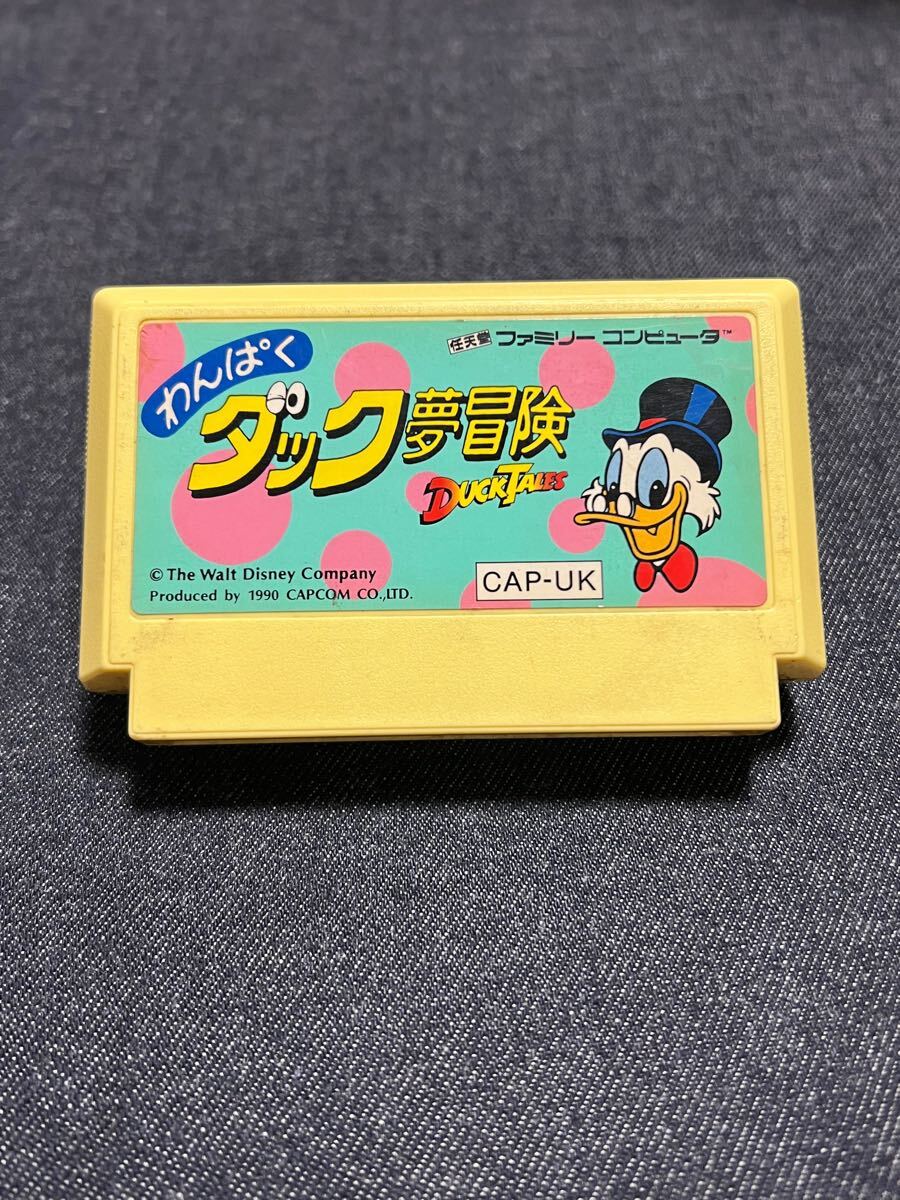 任天堂 ファミリー コンピュータ™
わんぱく
ダック夢冒険
DUCKTALES
© The Walt Disney Company
Produced by 1990 CAPCOM CO.,LTD.
CAP-UK